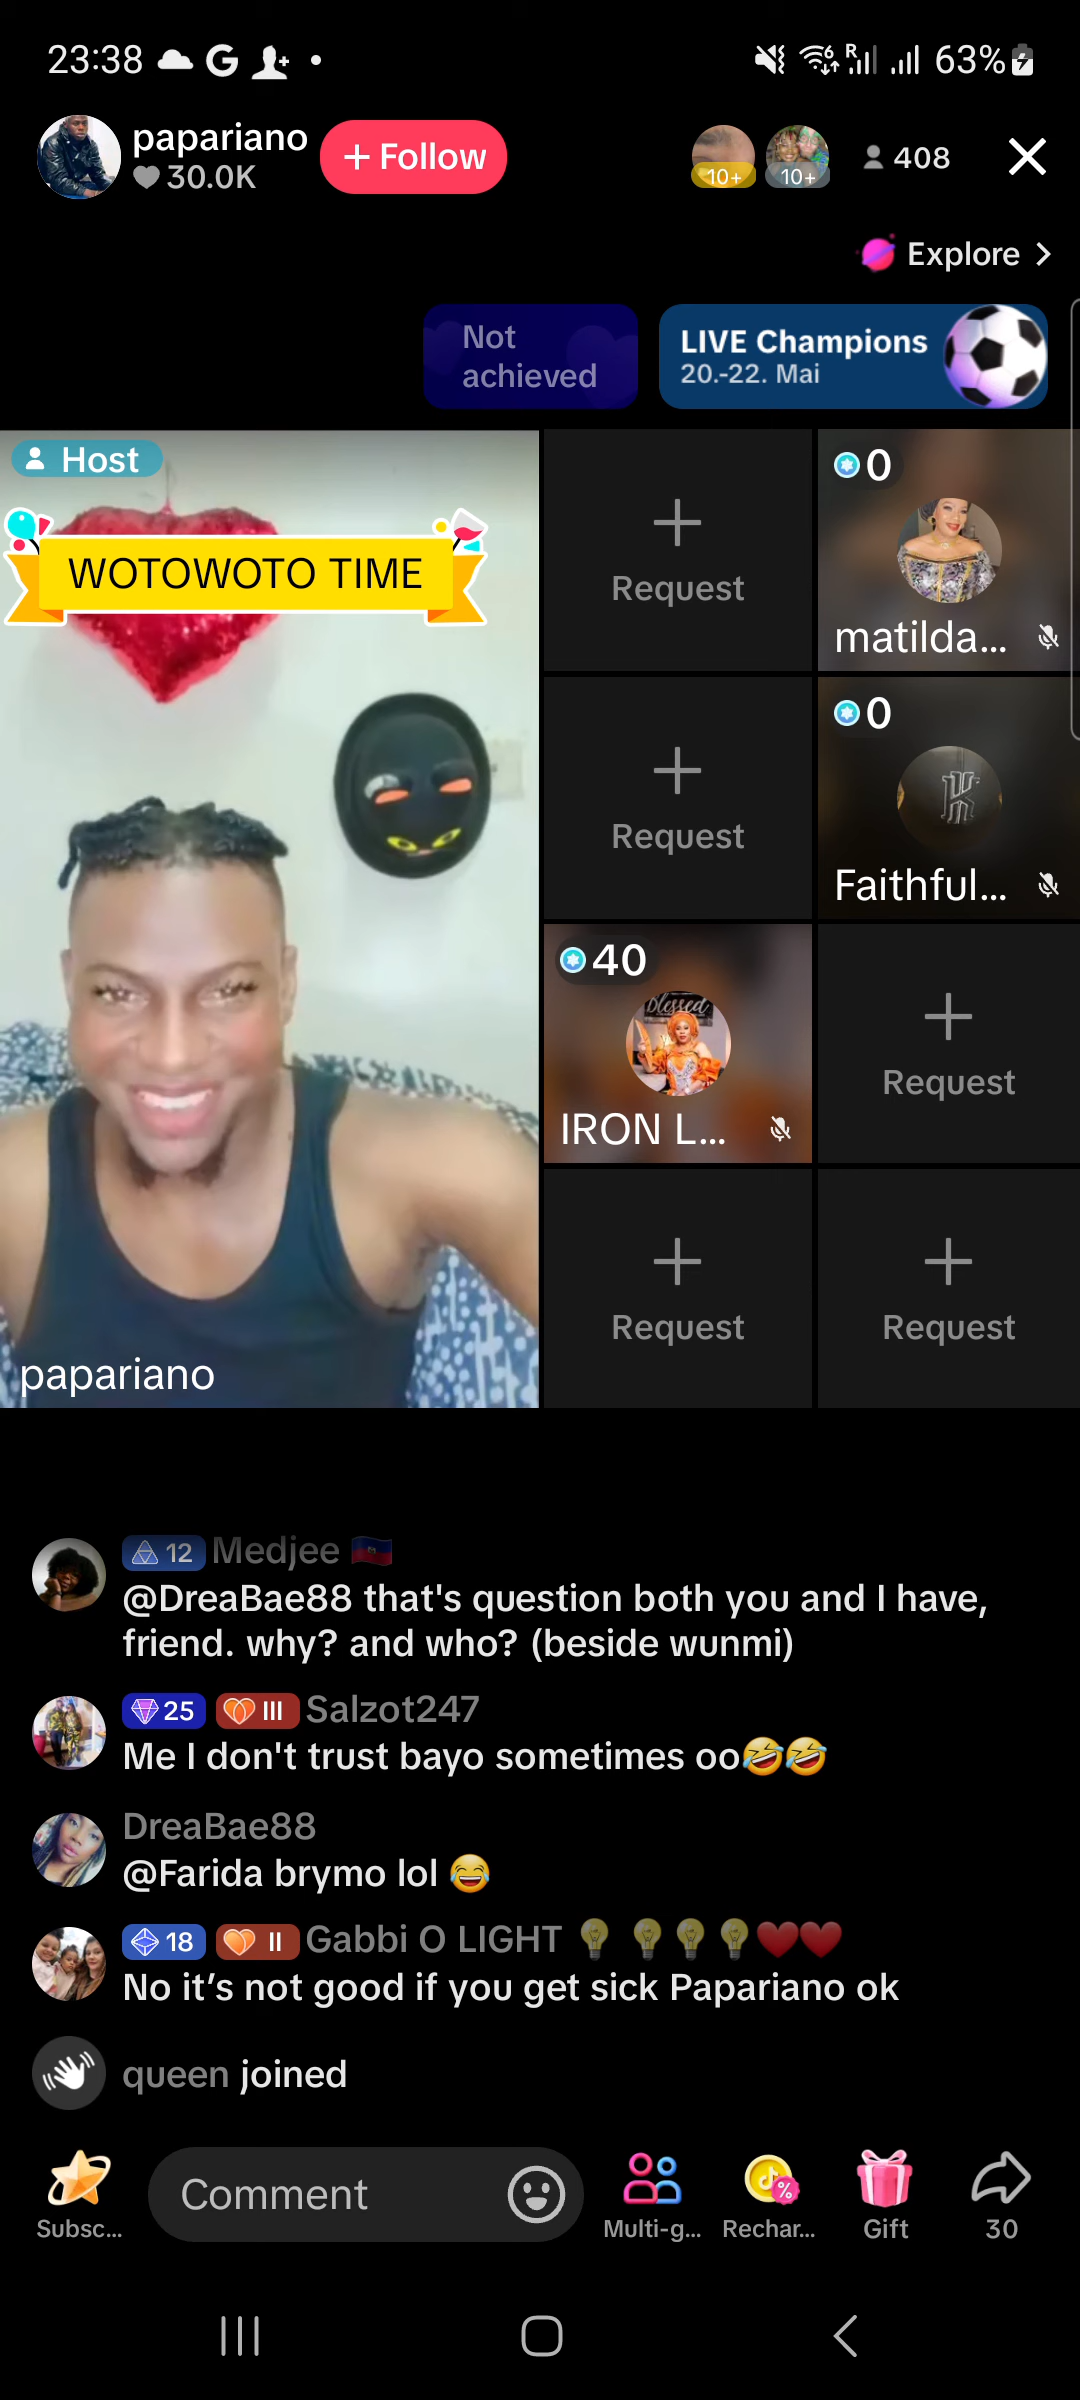 23:38
63%
papariano
30.0K
+ Follow
10+
10+
408
Explore
Not
achieved
LIVE Champions
20.-22. Mai
Host
WOTOWOTO TIME
papariano
Request
0
matilda...
Request
0
Faithful...
40
Blessed
IRON L...
Request
Request
Request
12 Medjee 🇭🇹
@DreaBae88 that's question both you and I have,
friend. why? and who? (beside wunmi)
25 III Salzot247
Me I don't trust bayo sometimes oo🤣🤣
DreaBae88
@Farida brymo lol 😂
18 II Gabbi O LIGHT 💡 💡💡💡❤️❤️
No it’s not good if you get sick Papariano ok
queen joined
Comment
Subsc...
Multi-g...
Rechar...
Gift
30